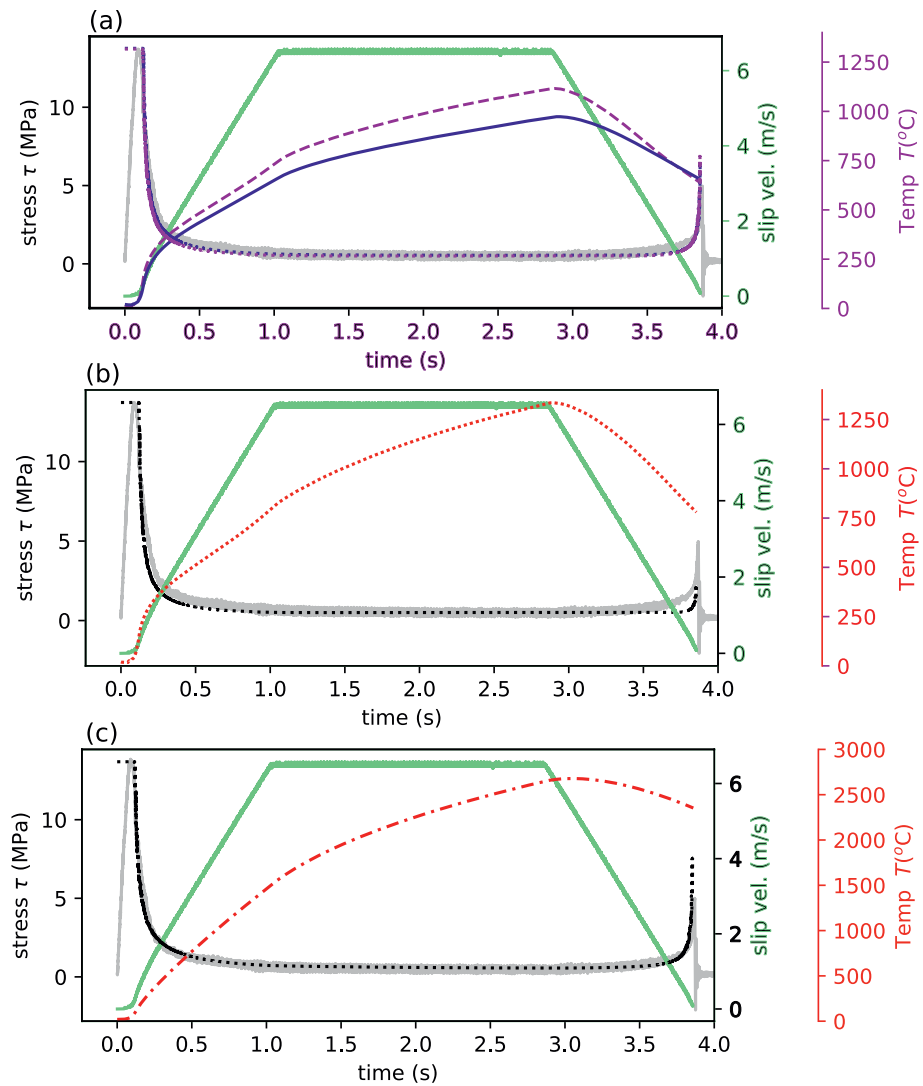 (a)
stress τ (MPa)
10
5
0
0.0 0.5 1.0 1.5 2.0 2.5 3.0 3.5 4.0
time (s)
6
4
2
0
slip vel. (m/s)
1250
1000
750
500
250
0
Temp T(°C)
(b)
stress τ (MPa)
10
5
0
0.0 0.5 1.0 1.5 2.0 2.5 3.0 3.5 4.0
time (s)
6
4
2
0
slip vel. (m/s)
1250
1000
750
500
250
0
Temp T(°C)
(c)
stress τ (MPa)
10
5
0
0.0 0.5 1.0 1.5 2.0 2.5 3.0 3.5 4.0
time (s)
6
4
2
0
slip vel. (m/s)
3000
2500
2000
1500
1000
500
0
Temp T(°C)